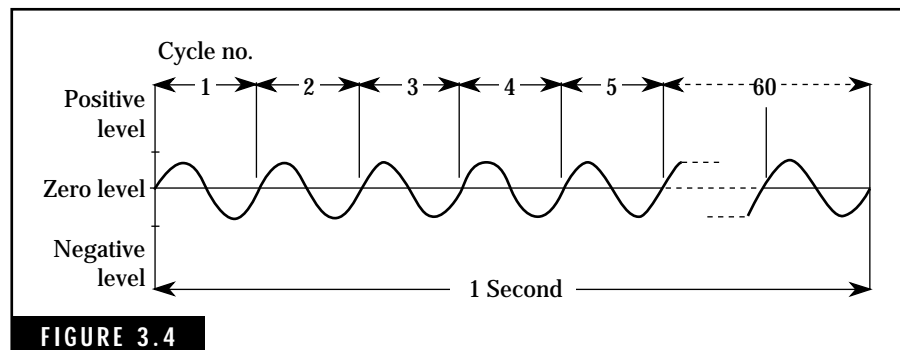 Cycle no.
1 2 3 4 5 60
Positive
level
Zero level
Negative
level
1 Second
FIGURE 3.4